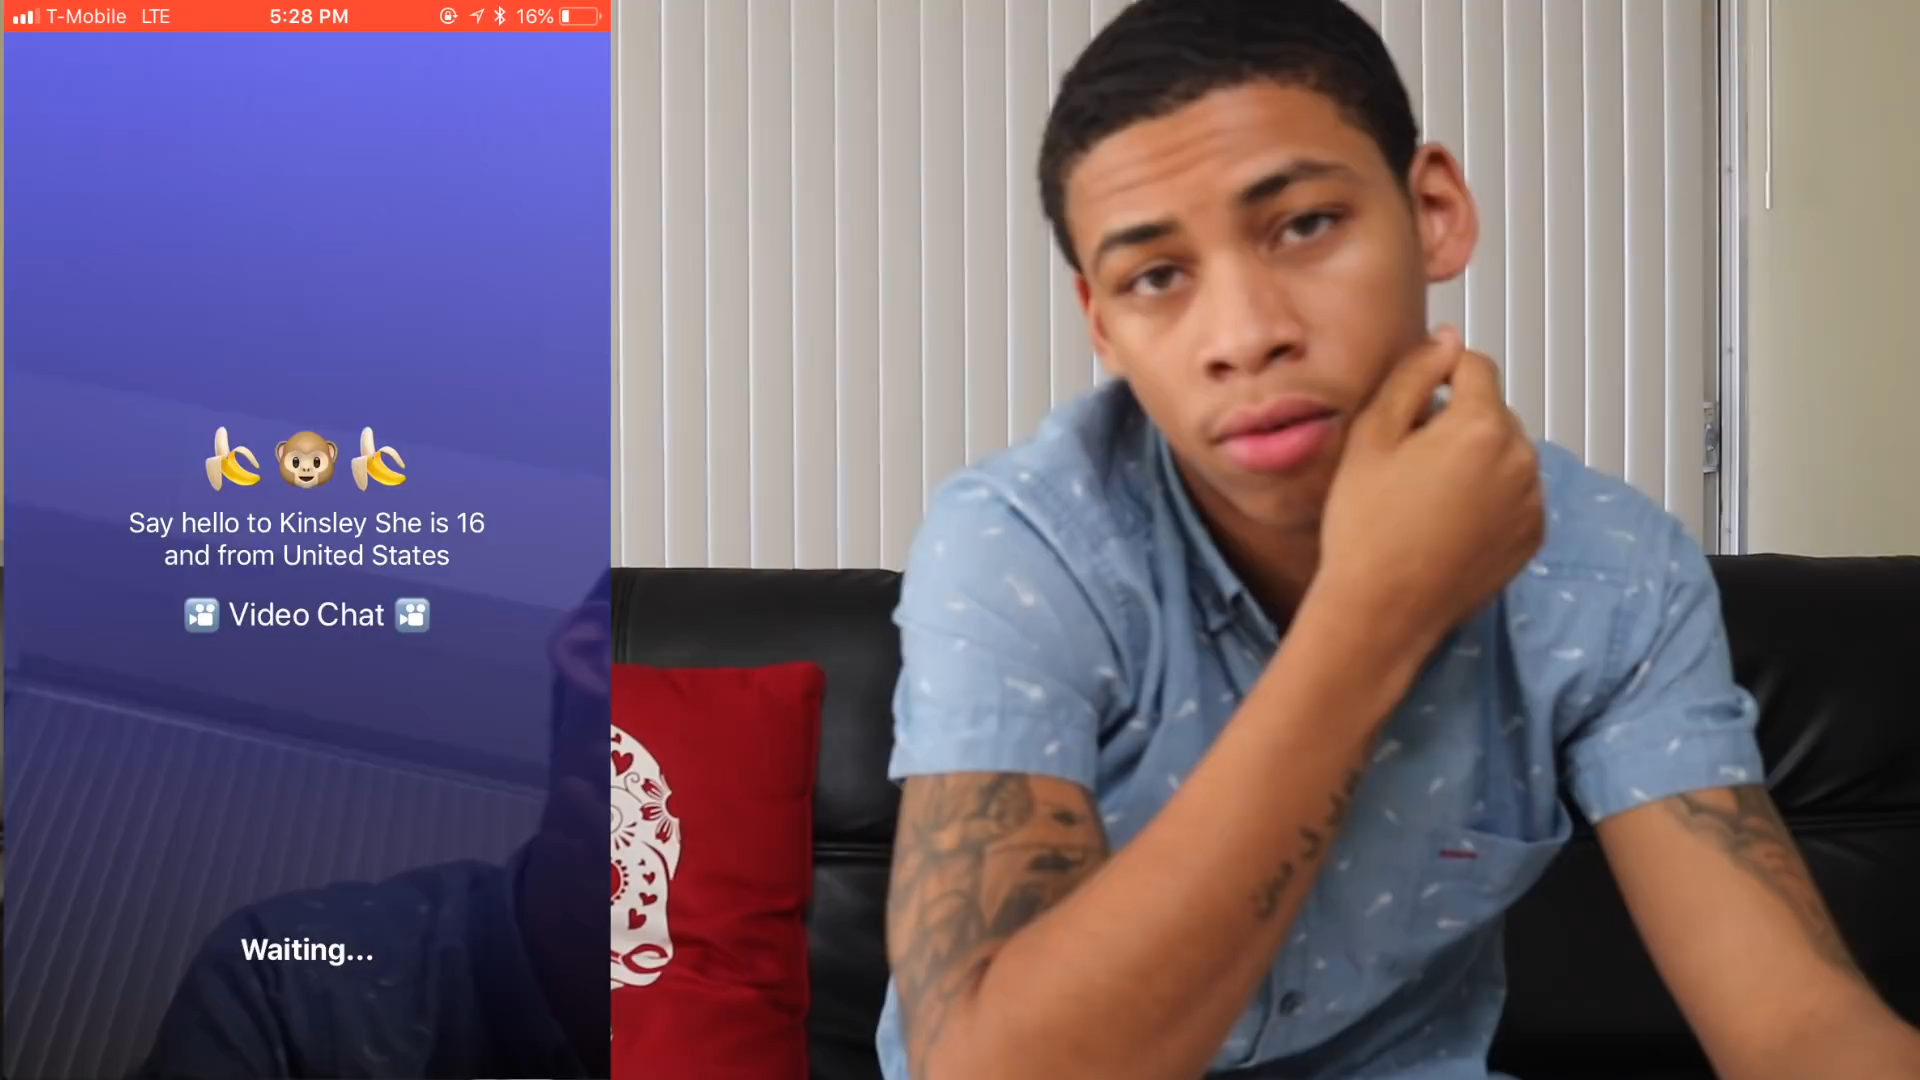 T-Mobile LTE 5:28 PM 16%
Say hello to Kinsley She is 16
and from United States
Video Chat
Waiting...